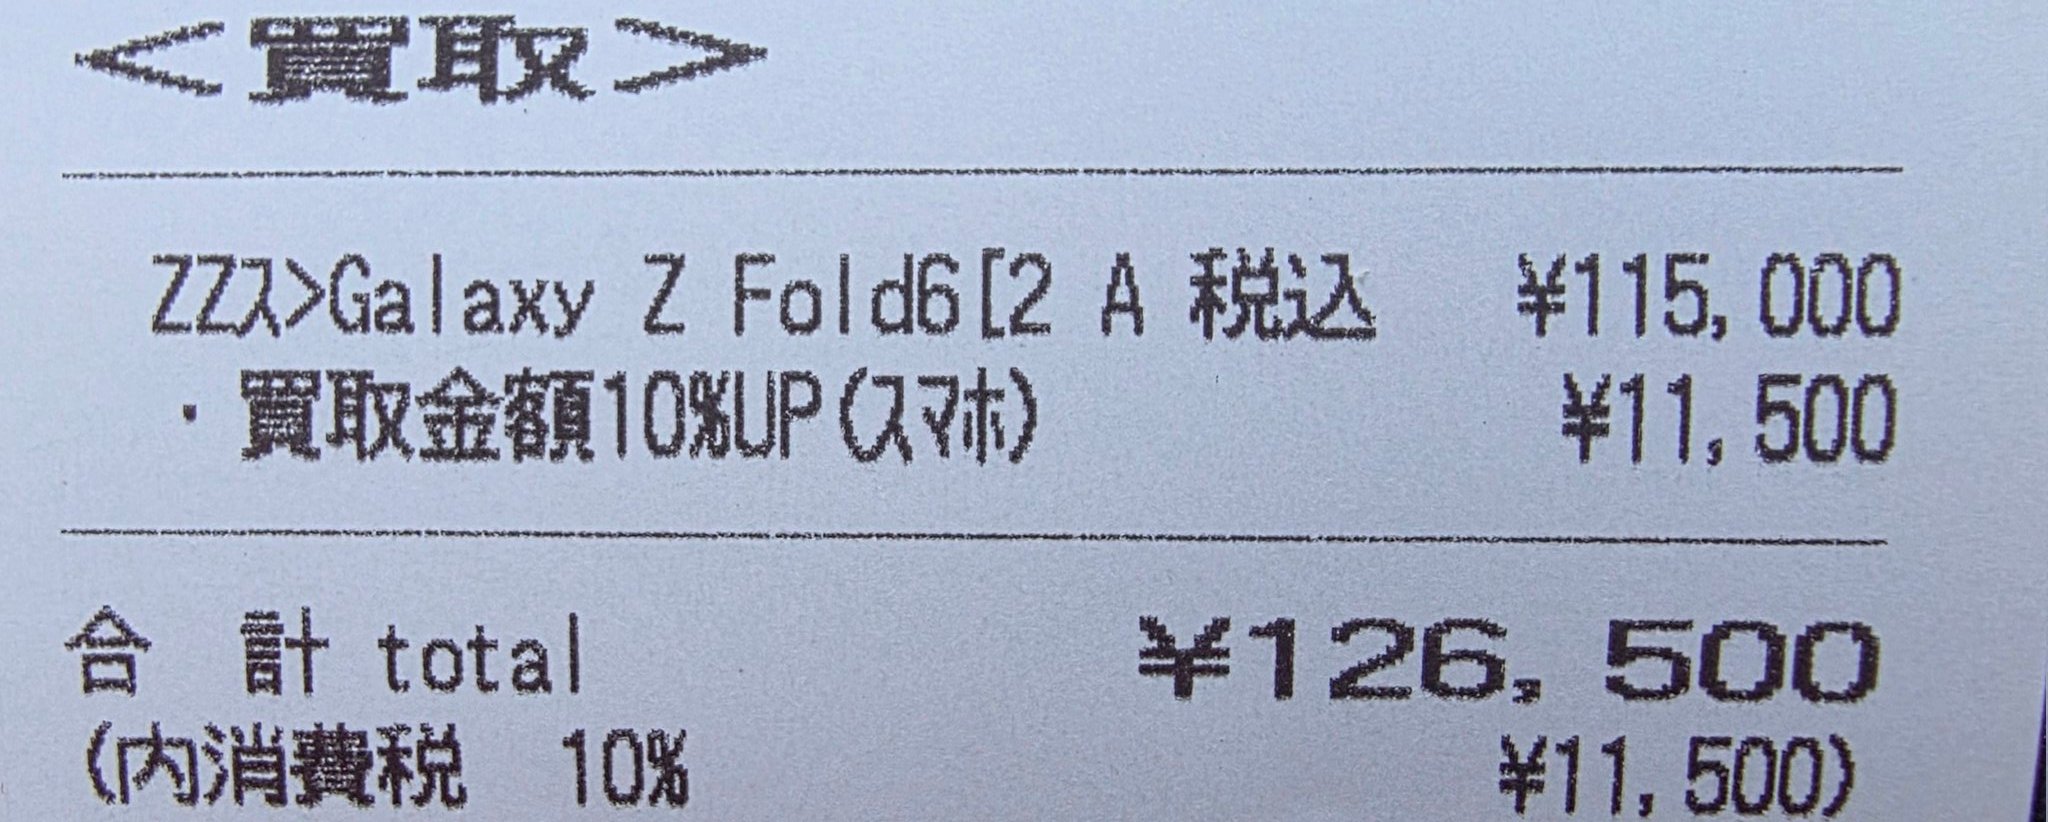 <買取>
ZZス>Galaxy Z Fold6[2 A 税込 ¥115,000
・買取金額10%UP(スマホ) ¥11,500
合 計 total ¥126,500
(内消費税 10% ¥11,500)